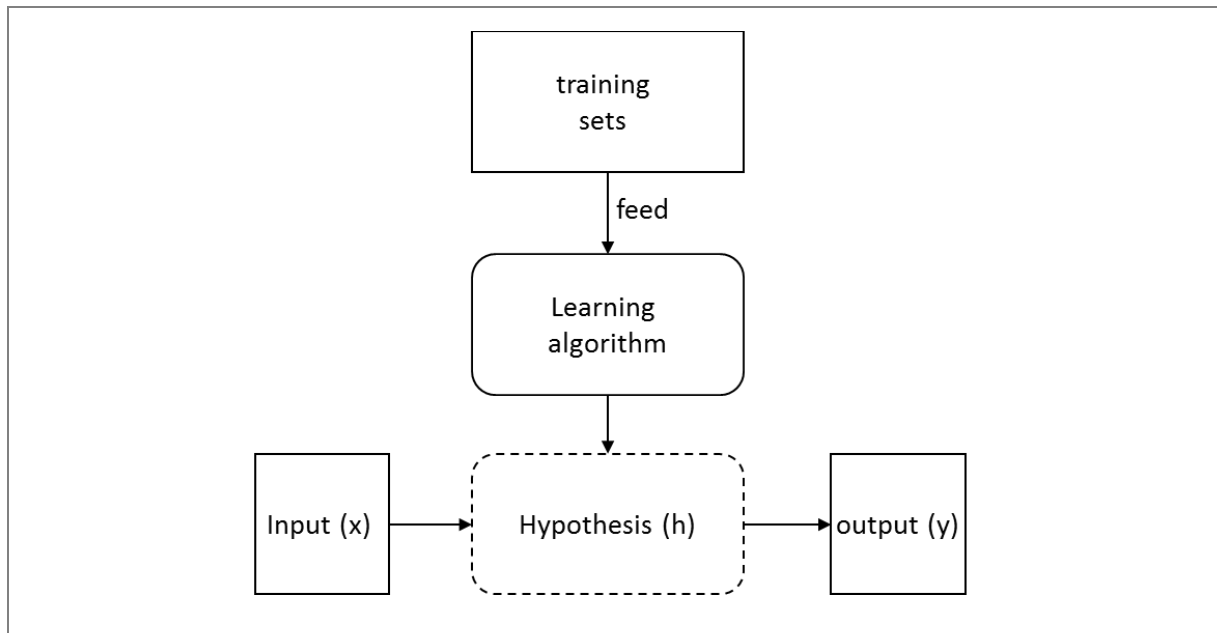 training
sets
feed
Learning
algorithm
Input (x)
Hypothesis (h)
output (y)